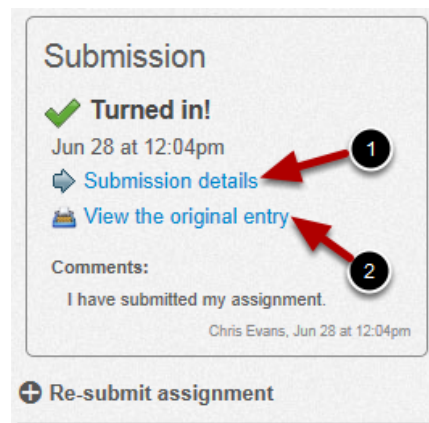 Submission
Turned in!
Jun 28 at 12:04pm
1
Submission details
View the original entry
2
Comments:
I have submitted my assignment.
Chris Evans, Jun 28 at 12:04pm
Re-submit assignment